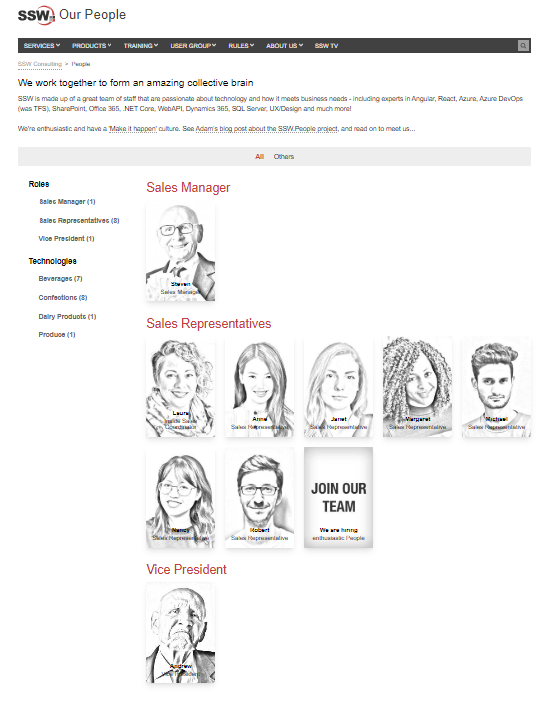 SSW Our People
SERVICES PRODUCTS TRAINING USER GROUP RULES ABOUT US SSW TV
SSW Consulting > People
We work together to form an amazing collective brain
SSW is made up of a great team of staff that are passionate about technology and how it meets business needs - including experts in Angular, React, Azure, Azure DevOps
(was TFS), SharePoint, Office 365, .NET Core, WebAPI, Dynamics 365, SQL Server, UX/Design and much more!
We're enthusiastic and have a 'Make it happen' culture. See Adam's blog post about the SSW.People project, and read on to meet us...
All Others
Roles
Sales Manager (1)
Sales Representatives (8)
Vice President (1)
Technologies
Beverages (7)
Confections (8)
Dairy Products (1)
Produce (1)
Sales Manager
Steven
Sales Manager
Sales Representatives
Laura
Inside Sales
Coordinator
Anne
Sales Representative
Janet
Sales Representative
Margaret
Sales Representative
Michael
Sales Representative
Nancy
Sales Representative
Robert
Sales Representative
JOIN OUR
TEAM
We are hiring
enthusiastic People
Vice President
Andrew
Vice President